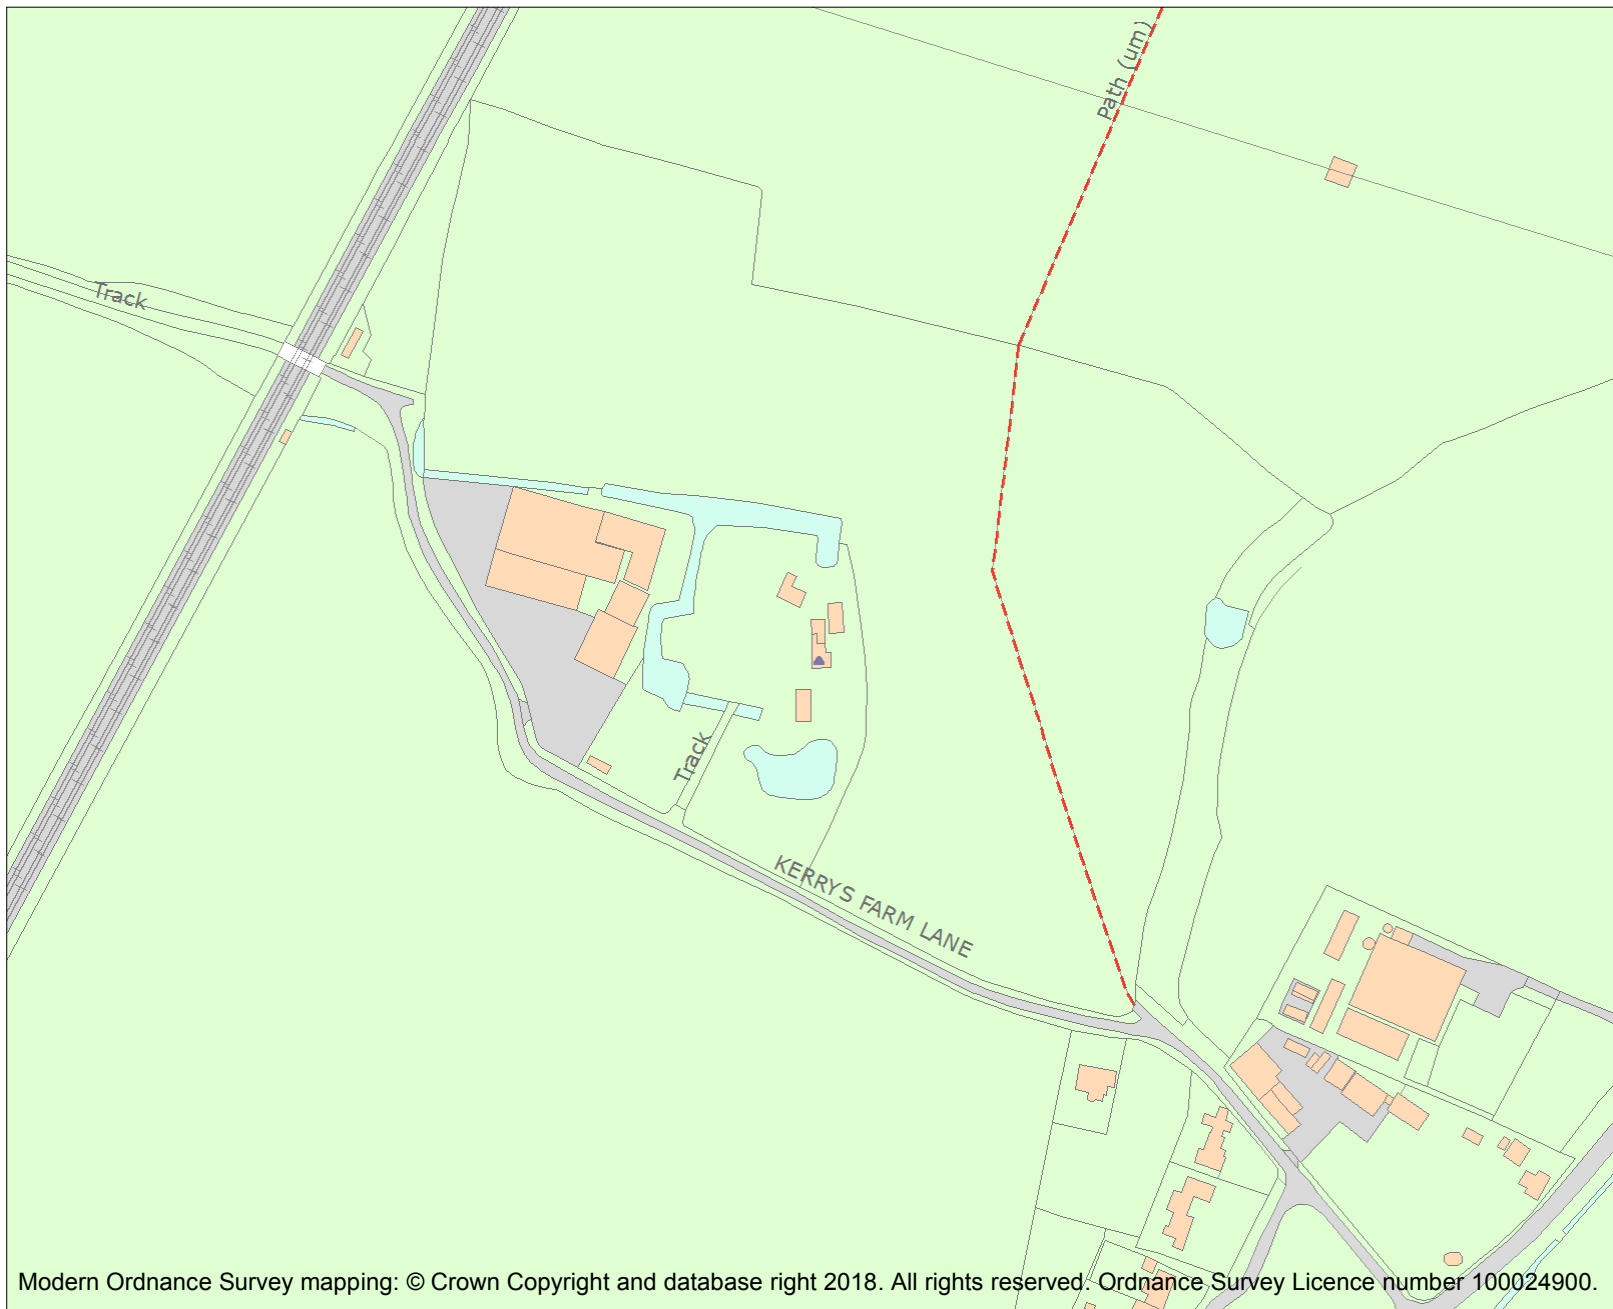 Path (um)
Track
Track
KERRYS FARM LANE
Modern Ordnance Survey mapping: © Crown Copyright and database right 2018. All rights reserved. Ordnance Survey Licence number 100024900.